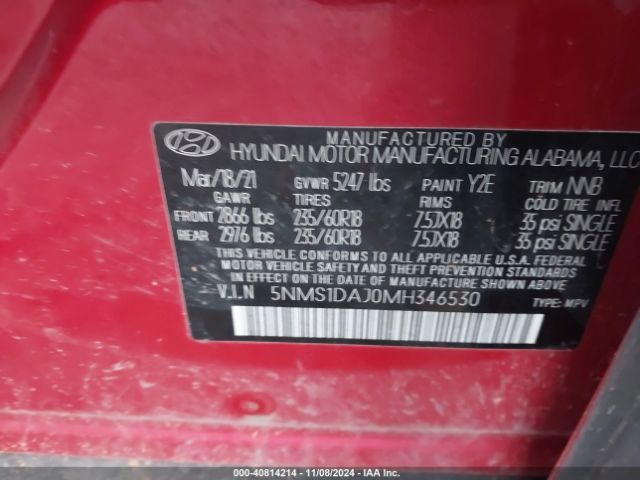 MANUFACTURED BY
HYUNDAI MOTOR MANUFACTURING ALABAMA, LLC
Mar/18/21 GVWR 5247 lbs PAINT Y2E TRIM NNB
GAWR TIRES RIMS COLD TIRE INFL
FRONT 2866 lbs 235/60R18 7.5JX18 35 psi SINGLE
REAR 2976 lbs 235/60R18 7.5JX18 35 psi SINGLE
THIS VEHICLE CONFORMS TO ALL APPLICABLE U.S.A. FEDERAL
MOTOR VEHICLE SAFETY AND THEFT PREVENTION STANDARDS
IN EFFECT ON THE DATE OF MANUFACTURE SHOWN ABOVE.
V.I.N 5NMS1DAJ0MH346530 TYPE: MPV
000-40814214 - 11/08/2024 - IAA Inc.